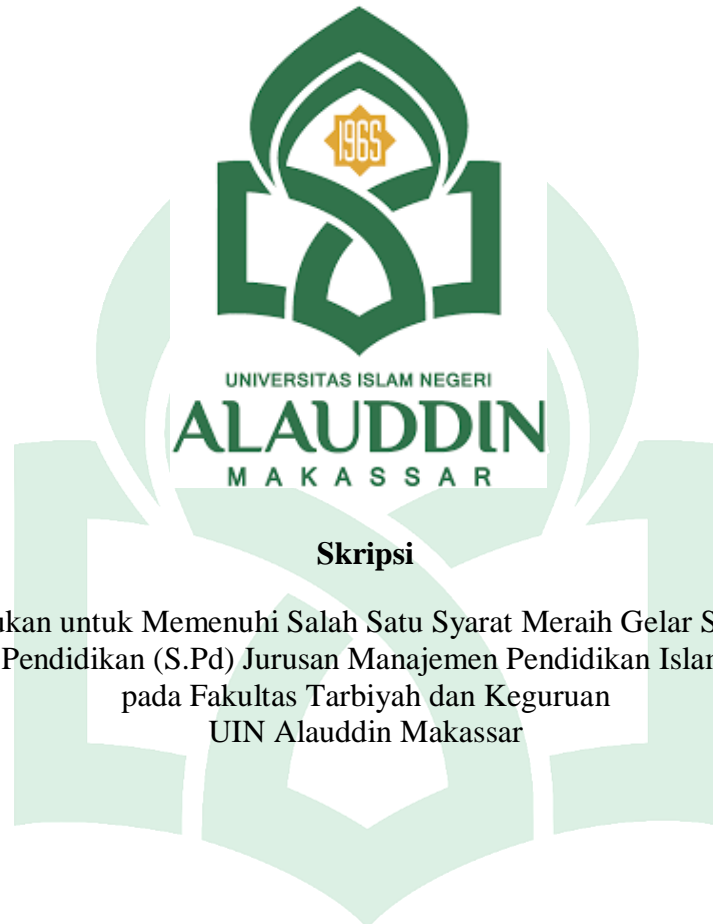 1965
UNIVERSITAS ISLAM NEGERI
ALAUDDIN
MAKASSAR
Skripsi
untuk Memenuhi Salah Satu Syarat Meraih Gelar
Pendidikan (S.Pd) Jurusan Manajemen Pendidikan
pada Fakultas Tarbiyah dan Keguruan
UIN Alauddin Makassar